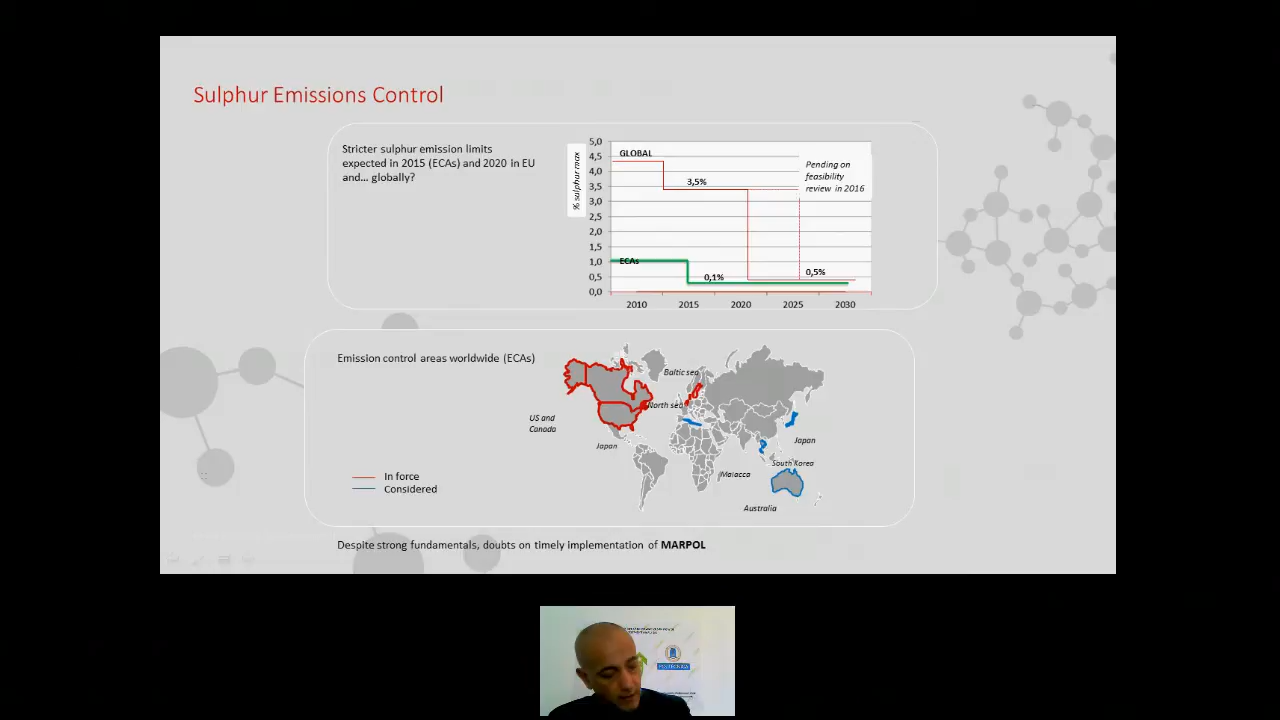 Sulphur Emissions Control
Stricter sulphur emission limits
expected in 2015 (ECAs) and 2020 in EU
and... globally?
% sulphur max
5,0
4,5
4,0
3,5
3,0
2,5
2,0
1,5
1,0
0,5
0,0
GLOBAL
3,5%
Pending on
feasibility
review in 2016
ECAs
0,1%
0,5%
2010 2015 2020 2025 2030
Emission control areas worldwide (ECAs)
Baltic sea
North sea
US and
Canada
Japan
Japan
South Korea
Malacca
Australia
In force
Considered
Despite strong fundamentals, doubts on timely implementation of MARPOL
POLITÉCNICA